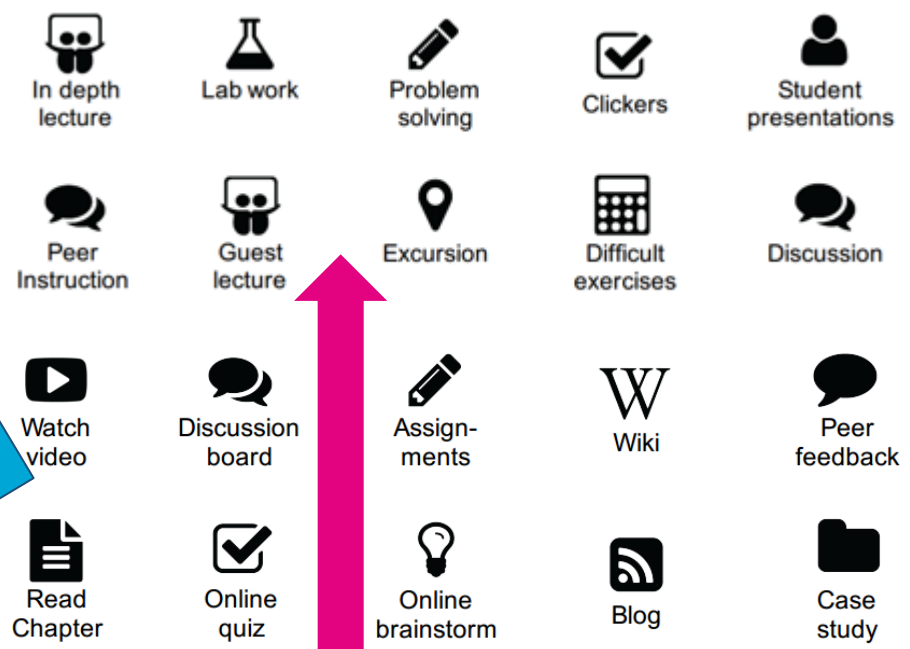 In depth
lecture
Lab work
Problem
solving
Clickers
Student
presentations
Peer
Instruction
Guest
lecture
Excursion
Difficult
exercises
Discussion
Watch
video
Discussion
board
Assign-
ments
W
Wiki
Peer
feedback
Read
Chapter
Online
quiz
Online
brainstorm
Blog
Case
study